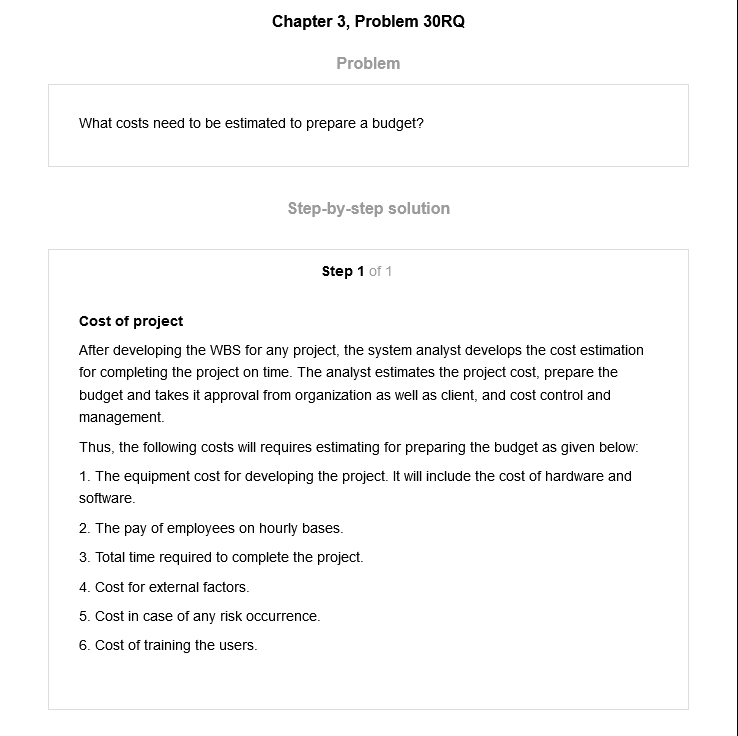 Chapter 3, Problem 30RQ
Problem
What costs need to be estimated to prepare a budget?
Step-by-step solution
Step 1 of 1
Cost of project
After developing the WBS for any project, the system analyst develops the cost estimation
for completing the project on time. The analyst estimates the project cost, prepare the
budget and takes it approval from organization as well as client, and cost control and
management.
Thus, the following costs will requires estimating for preparing the budget as given below:
1. The equipment cost for developing the project. It will include the cost of hardware and
software.
2. The pay of employees on hourly bases.
3. Total time required to complete the project.
4. Cost for external factors.
5. Cost in case of any risk occurrence.
6. Cost of training the users.